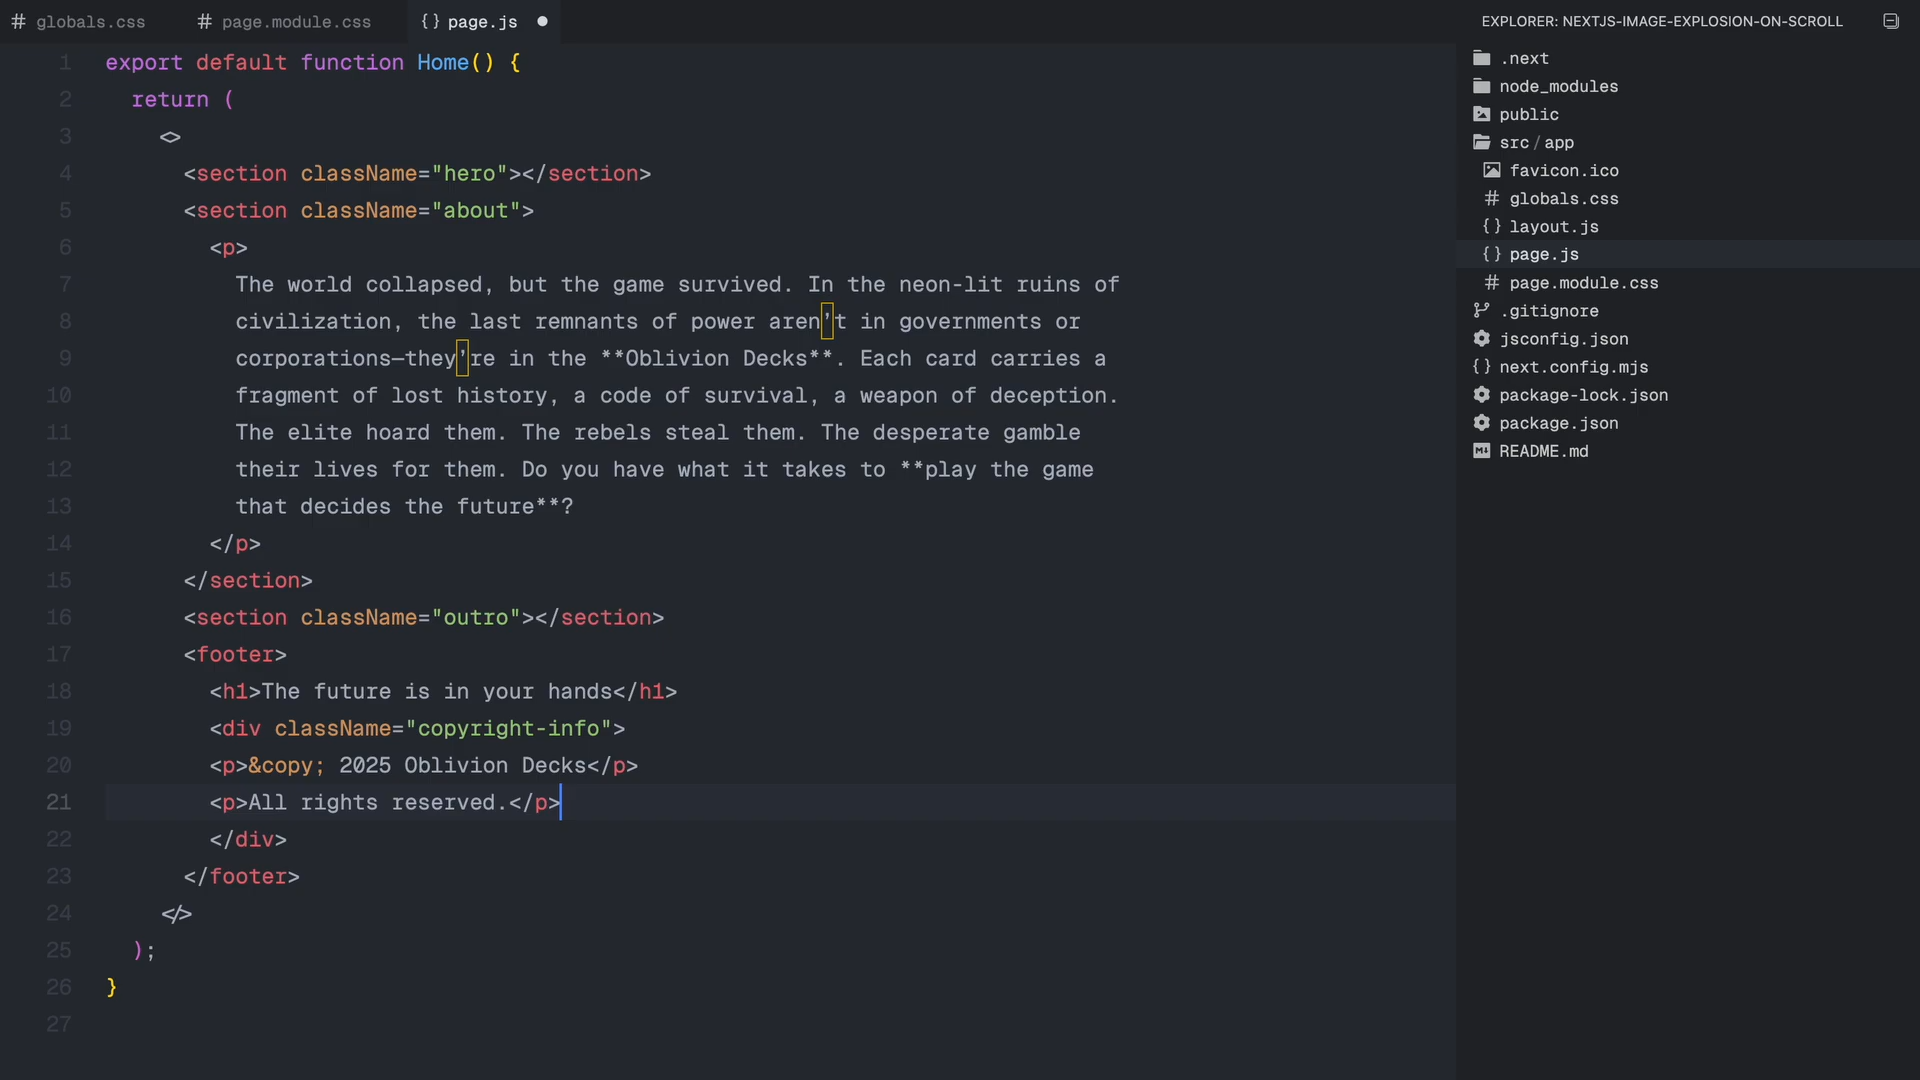 # globals.css
# page.module.css
{} page.js
1 export default function Home() {
2 return (
3 <>
4 <section className="hero"></section>
5 <section className="about">
6 <p>
7 The world collapsed, but the game survived. In the neon-lit ruins of
8 civilization, the last remnants of power aren’t in governments or
9 corporations—they’re in the **Oblivion Decks**. Each card carries a
10 fragment of lost history, a code of survival, a weapon of deception.
11 The elite hoard them. The rebels steal them. The desperate gamble
12 their lives for them. Do you have what it takes to **play the game
13 that decides the future**?
14 </p>
15 </section>
16 <section className="outro"></section>
17 <footer>
18 <h1>The future is in your hands</h1>
19 <div className="copyright-info">
20 <p>&copy; 2025 Oblivion Decks</p>
21 <p>All rights reserved.</p>
22 </div>
23 </footer>
24 </>
25 );
26 }
27
EXPLORER: NEXTJS-IMAGE-EXPLOSION-ON-SCROLL
.next
node_modules
public
src/app
favicon.ico
# globals.css
{} layout.js
{} page.js
# page.module.css
.gitignore
jsconfig.json
{} next.config.mjs
package-lock.json
package.json
README.md